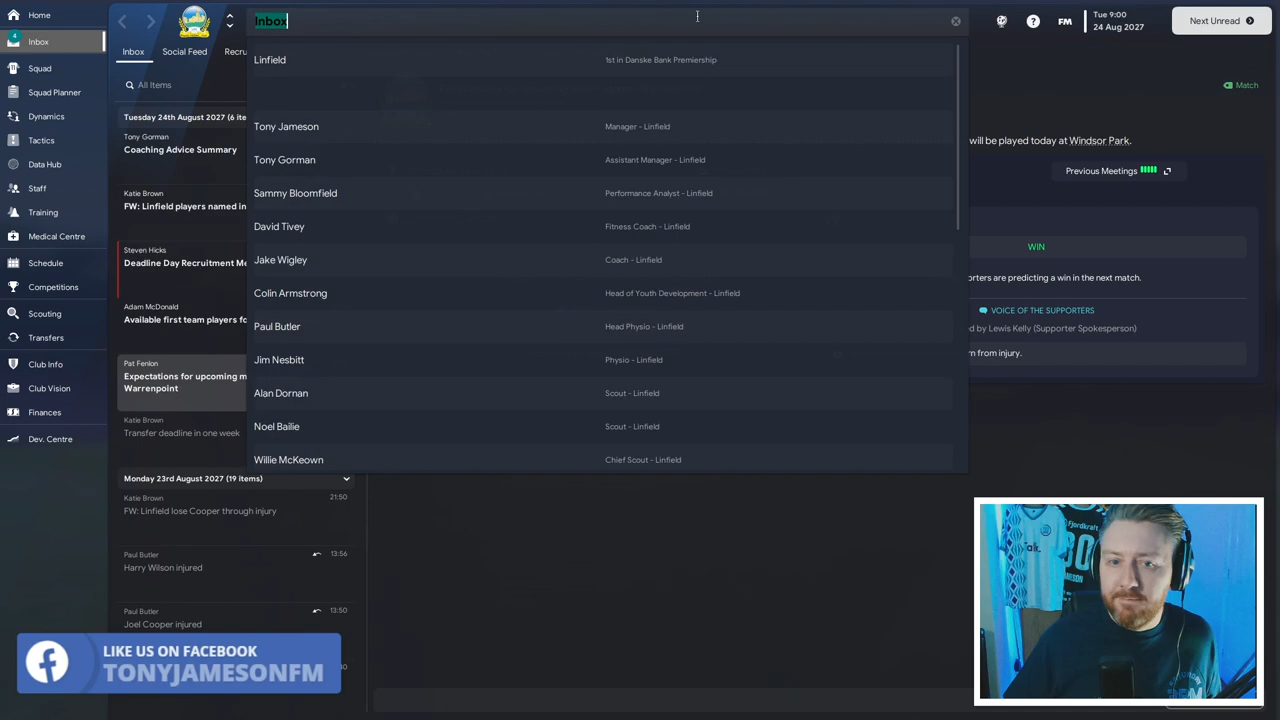 Home
4
Inbox
Squad
Squad Planner
Dynamics
Tactics
Data Hub
Staff
Training
Medical Centre
Schedule
Competitions
Scouting
Transfers
Club Info
Club Vision
Finances
Dev. Centre
Inbox
FM
Tue 9:00
24 Aug 2027
Next Unread
Inbox
Social Feed
Recru
All Items
Tuesday 24th August 2027 (6 ite
Tony Gorman
Coaching Advice Summary
Katie Brown
FW: Linfield players named in
Steven Hicks
Deadline Day Recruitment Me
Adam McDonald
Available first team players fo
Pat Fenlon
Expectations for upcoming m
Warrenpoint
Katie Brown
Transfer deadline in one week
Monday 23rd August 2027 (19 items)
Katie Brown 21:50
FW: Linfield lose Cooper through injury
Paul Butler 13:56
Harry Wilson injured
Paul Butler 13:50
Joel Cooper injured
Linfield 1st in Danske Bank Premiership
Tony Jameson Manager - Linfield
Tony Gorman Assistant Manager - Linfield
Sammy Bloomfield Performance Analyst - Linfield
David Tivey Fitness Coach - Linfield
Jake Wigley Coach - Linfield
Colin Armstrong Head of Youth Development - Linfield
Paul Butler Head Physio - Linfield
Jim Nesbitt Physio - Linfield
Alan Dornan Scout - Linfield
Noel Bailie Scout - Linfield
Willie McKeown Chief Scout - Linfield
Match
will be played today at Windsor Park.
Previous Meetings
WIN
orters are predicting a win in the next match.
VOICE OF THE SUPPORTERS
d by Lewis Kelly (Supporter Spokesperson)
n from injury.
LIKE US ON FACEBOOK
TONYJAMESONFM
Fjordkraft